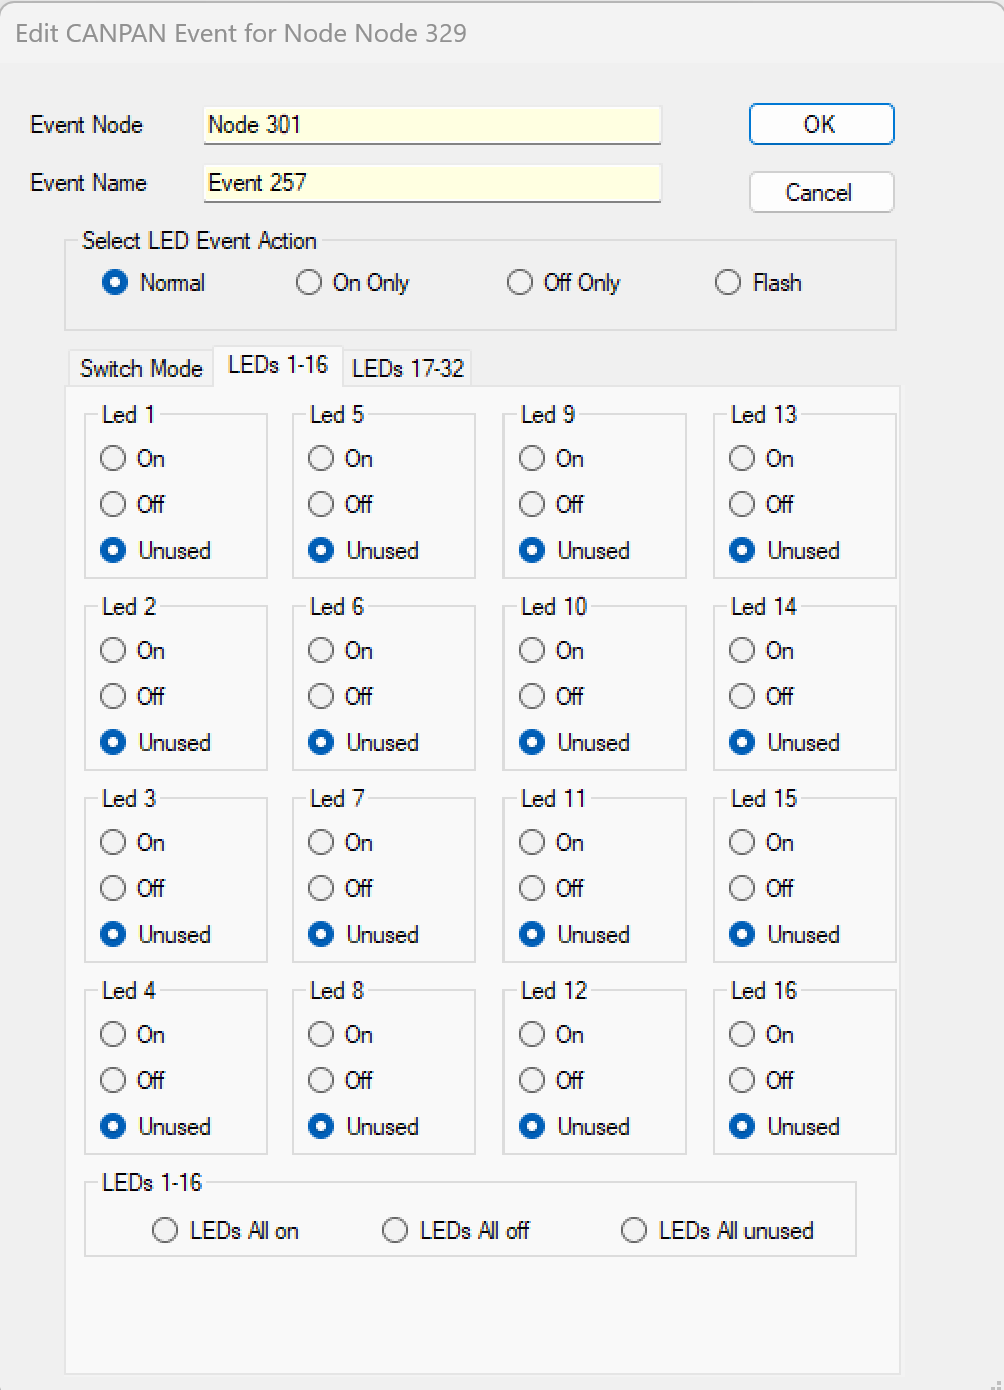 Edit CANPAN Event for Node Node 329
Event Node Node 301 OK
Event Name Event 257 Cancel
Select LED Event Action
Normal On Only Off Only Flash
Switch Mode LEDs 1-16 LEDs 17-32
Led 1 Led 5 Led 9 Led 13
On On On On
Off Off Off Off
Unused Unused Unused Unused
Led 2 Led 6 Led 10 Led 14
On On On On
Off Off Off Off
Unused Unused Unused Unused
Led 3 Led 7 Led 11 Led 15
On On On On
Off Off Off Off
Unused Unused Unused Unused
Led 4 Led 8 Led 12 Led 16
On On On On
Off Off Off Off
Unused Unused Unused Unused
LEDs 1-16
LEDs All on LEDs All off LEDs All unused